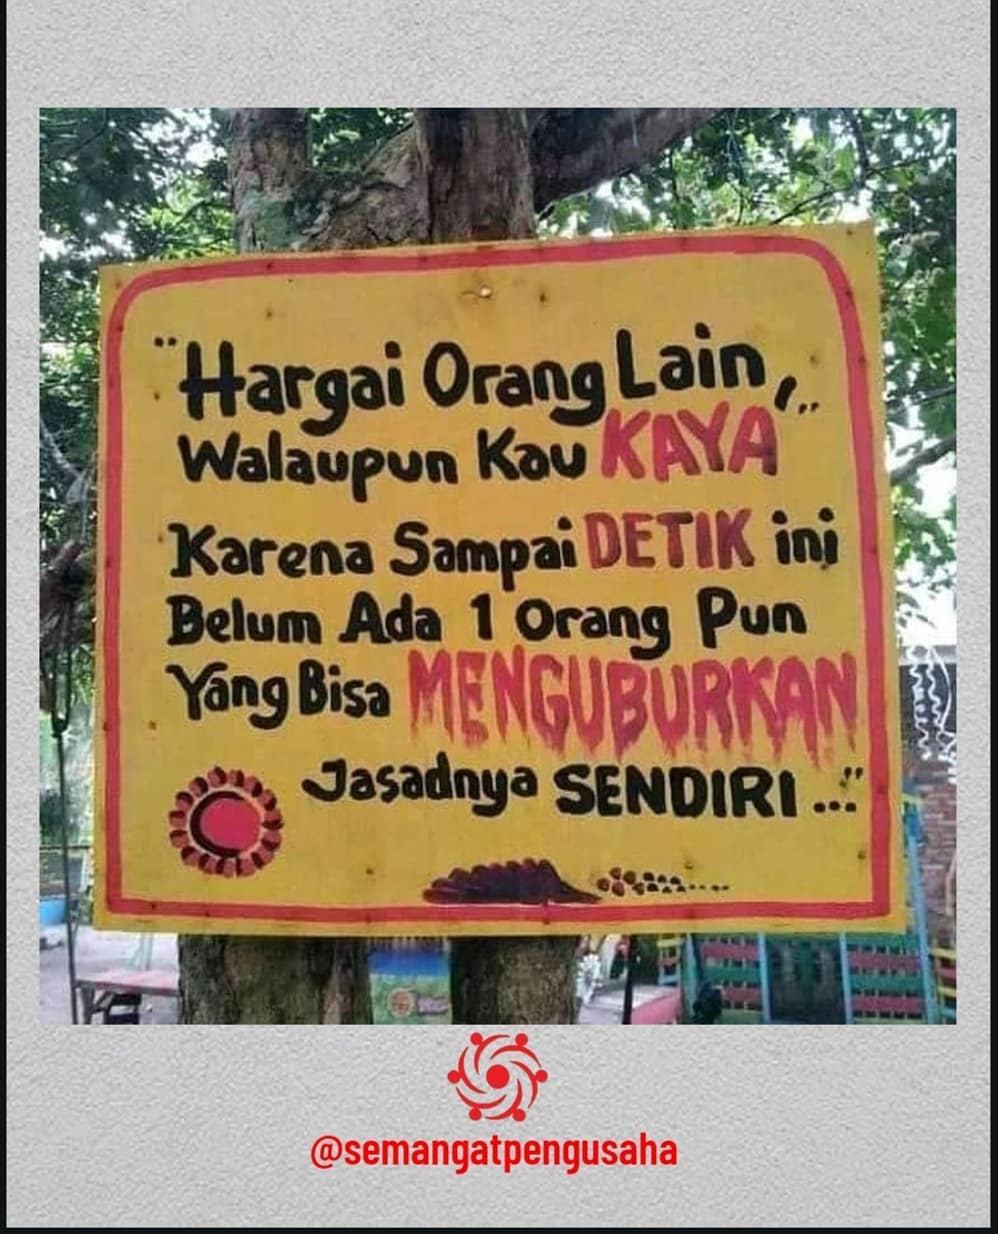 "Hargai Orang Lain,..
Walaupun Kau KAYA
Karena Sampai DETIK ini
Belum Ada 1 Orang Pun
Yang Bisa MENGUBURKAN
Jasadnya SENDIRI..."
@semangatpengusaha